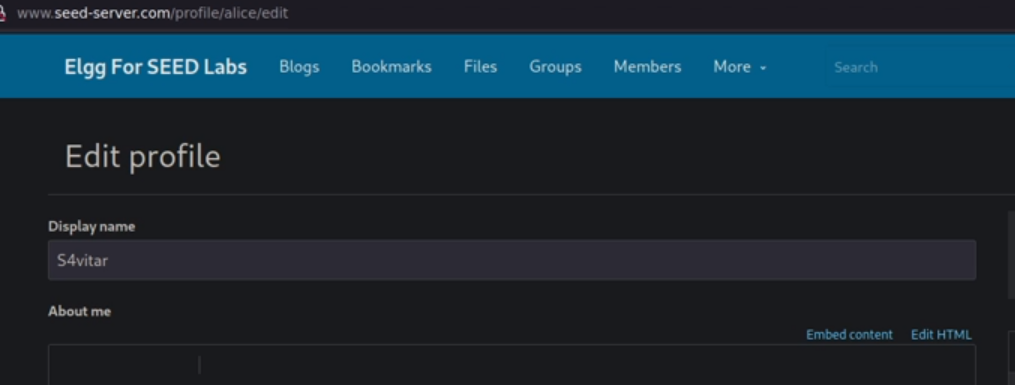 www.seed-server.com/profile/alice/edit
Elgg For SEED Labs Blogs Bookmarks Files Groups Members More Search
Edit profile
Display name
S4vitar
About me
Embed content Edit HTML